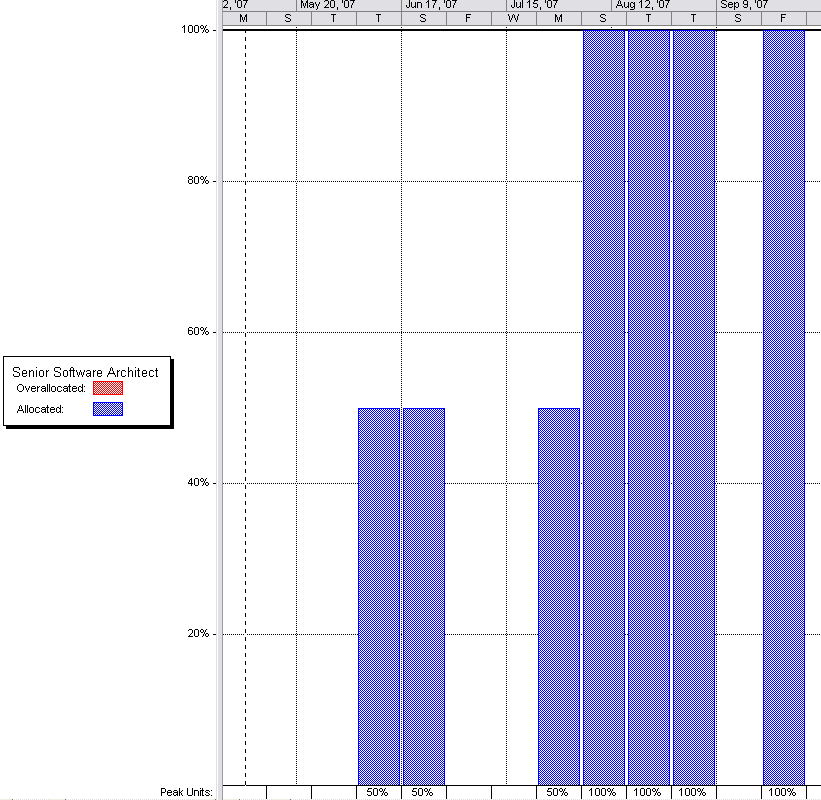 2, '07 May 20, '07 Jun 17, '07 Jul 15, '07 Aug 12, '07 Sep 9, '07
M S T T S F W M S T T S F
100%
80%
60%
Senior Software Architect
Overallocated:
Allocated:
40%
20%
Peak Units: 50% 50% 50% 100% 100% 100% 100%